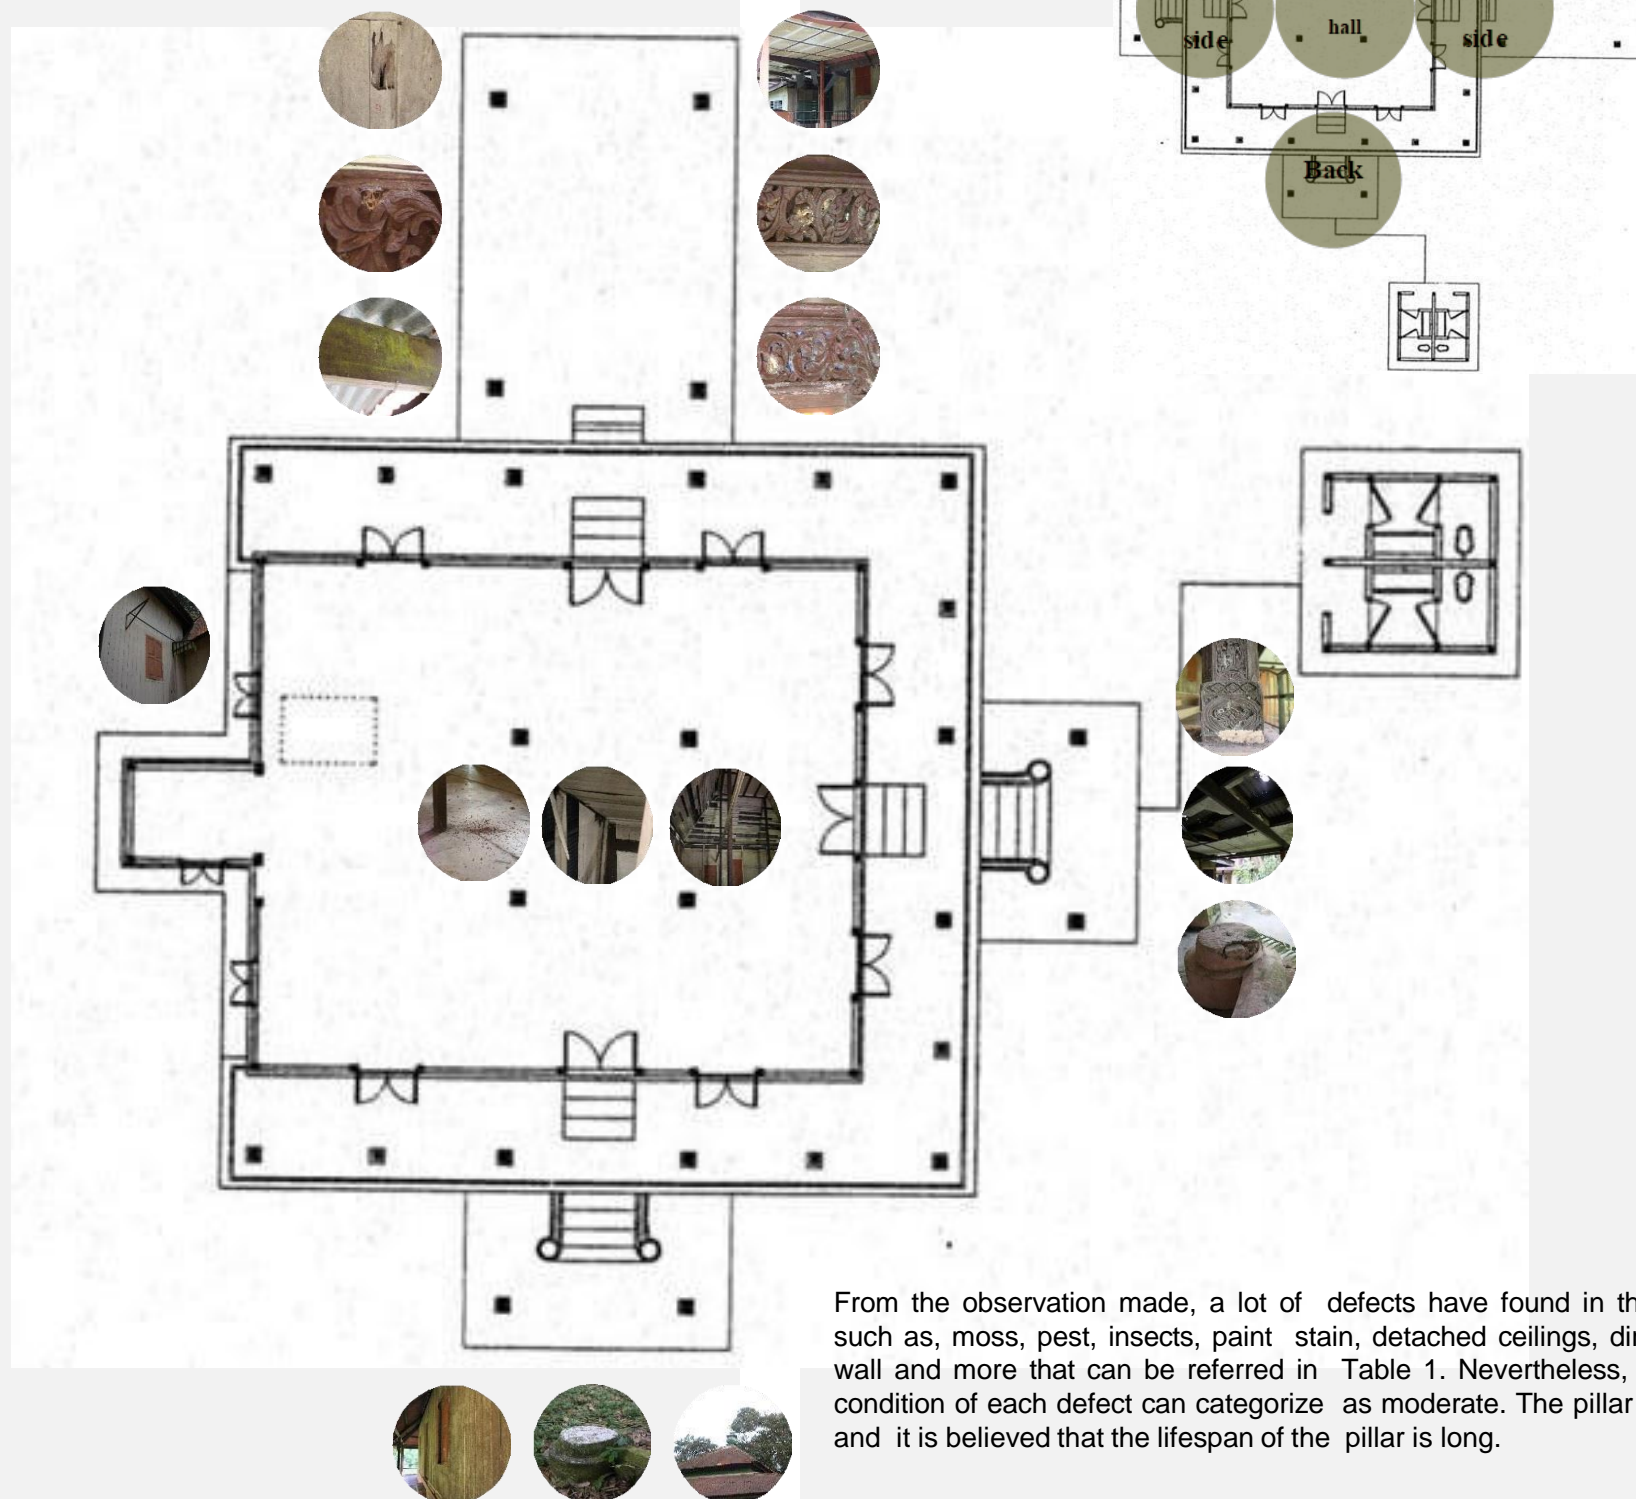 side
hall
side
Back
From the observation made, a lot of defects have found in
such as, moss, pest, insects, paint stain, detached ceilings,
wall and more that can be referred in Table 1. Nevertheless,
condition of each defect can categorize as moderate. The pillar
and it is believed that the lifespan of the pillar is long.